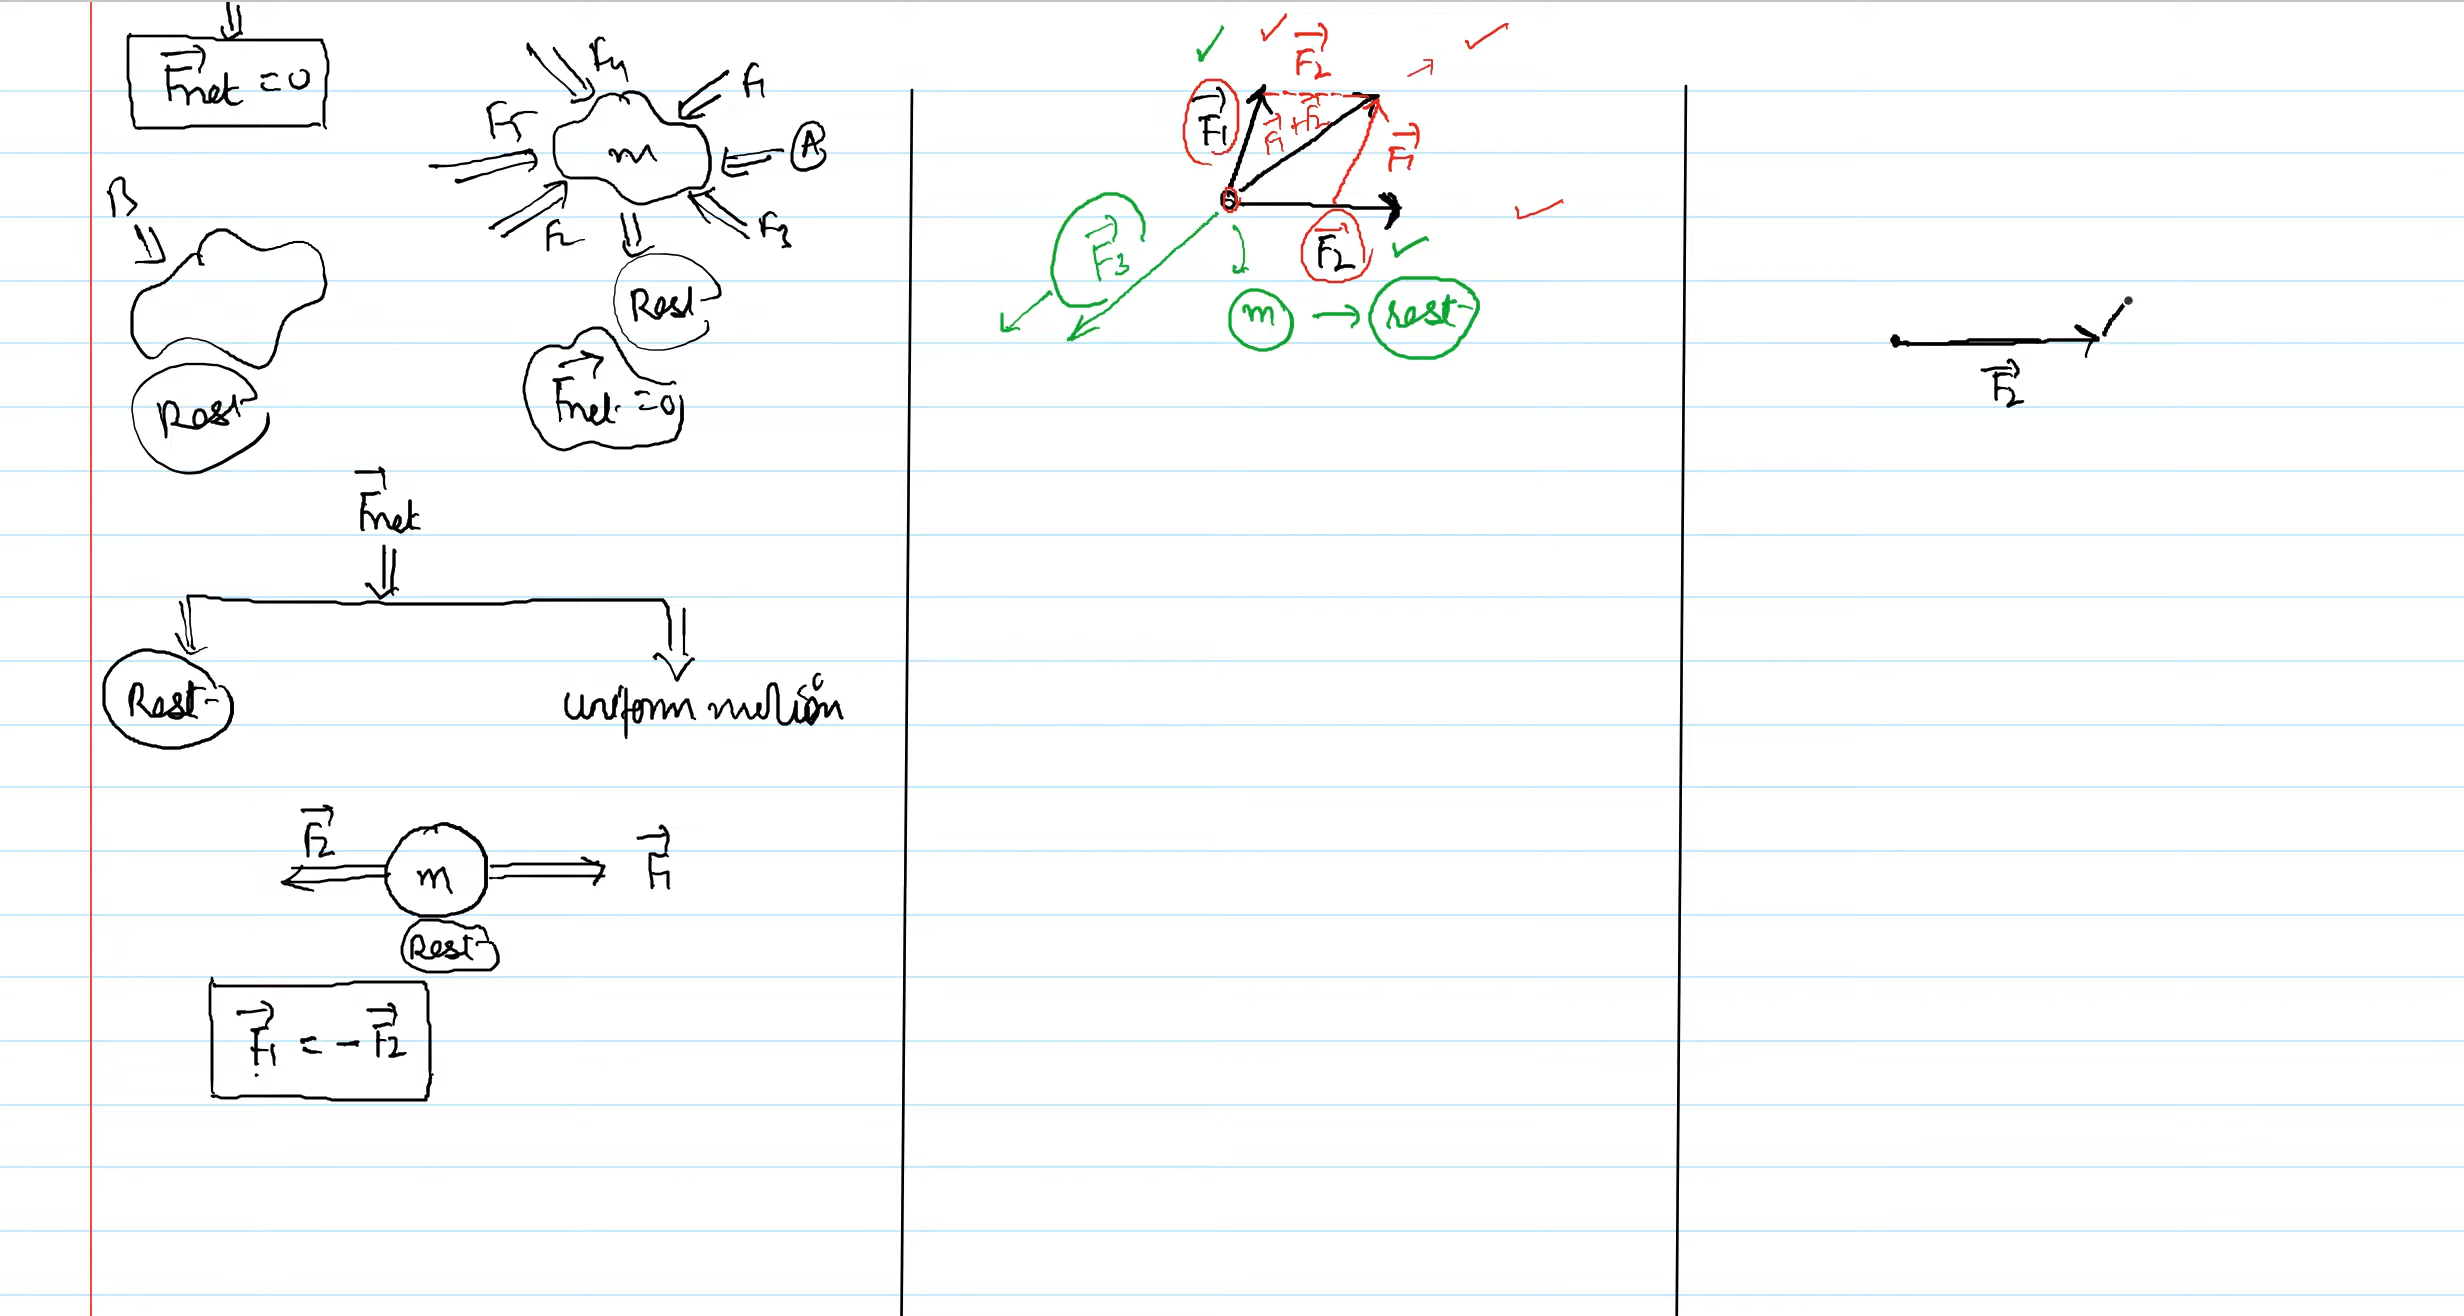 F⃗net = 0
F4
F1
F5
m
A
B
F2
F3
Rest
F⃗net = 0
Rest
F⃗net
Rest
uniform motion
F⃗2
m
F⃗1
Rest
F⃗1 = - F⃗2
F⃗2
F⃗1
F⃗1 + F⃗2
F⃗1
F⃗3
F⃗2
m → rest
F⃗2